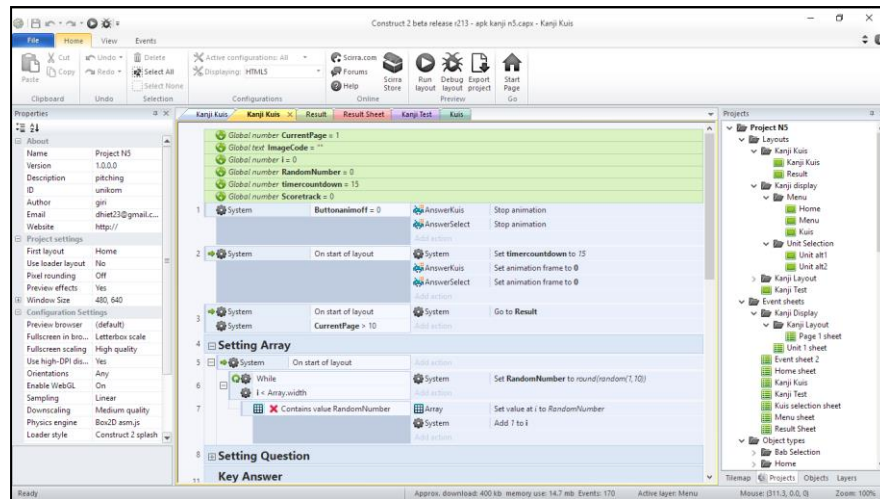 Construct 2 beta release r213 - apk kanji n5.capx - Kanji Kuis
File Home View Events
Paste Cut Copy Undo Redo Delete Select All Select None
Active configurations: All
Displaying: HTML5
Scirra.com Forums Help Scirra Store
Run layout Debug layout Export project Start Page
Clipboard Undo Selection Configurations Online Preview Go
Properties
About
Name Project N5
Version 1.0.0.0
Description pitching
ID unikom
Author giri
Email dhiet23@gmail.c...
Website http://
Project settings
First layout Home
Use loader layout No
Pixel rounding Off
Preview effects Yes
Window Size 480, 640
Configuration Settings
Preview browser (default)
Fullscreen in bro... Letterbox scale
Fullscreen scaling High quality
Use high-DPI dis... Yes
Orientations Any
Enable WebGL On
Sampling Linear
Downscaling Medium quality
Physics engine Box2D asm.js
Loader style Construct 2 splash
Kanji Kuis Kanji Kuis Result Result Sheet Kanji Test Kuis
Global number CurrentPage = 1
Global text ImageCode = ""
Global number i = 0
Global number RandomNumber = 0
Global number timercountdown = 15
Global number Scoretrack = 0
1 System Buttonanimoff = 0 AnswerKuis Stop animation
AnswerSelect Stop animation
Add action
2 System On start of layout System Set timercountdown to 15
AnswerKuis Set animation frame to 0
AnswerSelect Set animation frame to 0
Add action
3 System On start of layout System Go to Result
System CurrentPage > 10 Add action
4 Setting Array
5 System On start of layout Add action
6 While System Set RandomNumber to round(random(1,10))
i < Array.width Add action
7 Contains value RandomNumber Array Set value at i to RandomNumber
System Add 1 to i
Add action
8 Setting Question
11 Key Answer
Projects
Project N5
Layouts
Kanji Kuis
Kanji Kuis
Result
Kanji display
Menu
Home
Menu
Kuis
Unit Selection
Unit alt1
Unit alt2
Kanji Layout
Kanji Test
Event sheets
Kanji Display
Kanji Layout
Page 1 sheet
Unit 1 sheet
Event sheet 2
Home sheet
Kanji Kuis
Kanji Test
Kuis selection sheet
Menu sheet
Result Sheet
Object types
Bab Selection
Home
Tilemap Projects Objects Layers
Ready Approx. download: 400 kb memory use: 14.7 mb Events: 170 Active layer: Menu Mouse: (311.3, 0.0, 0) Zoom: 100%